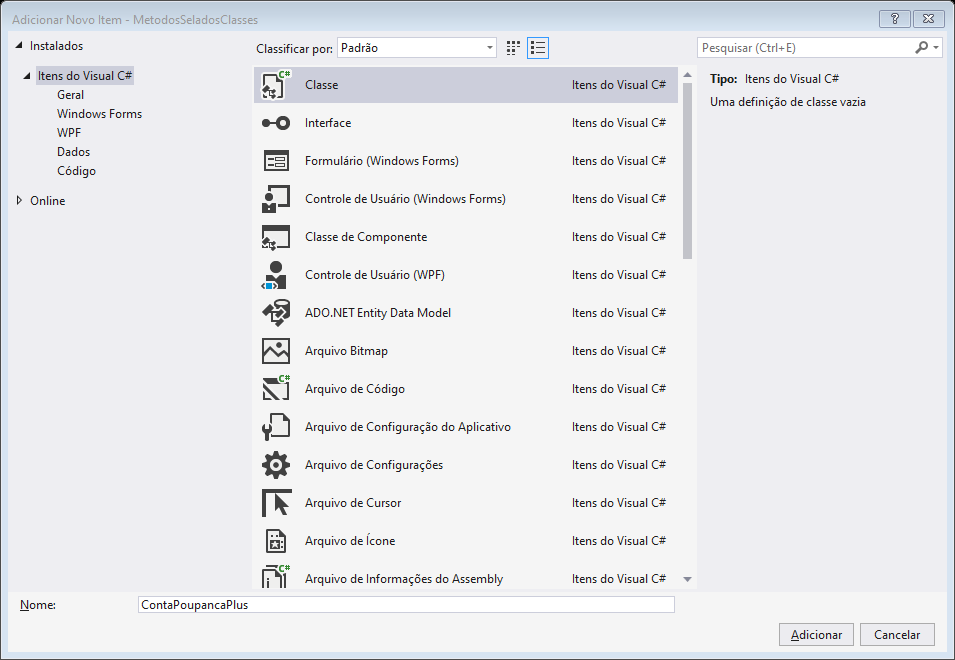 Adicionar Novo Item - MetodosSeladosClasses
Instalados
Itens do Visual C#
Geral
Windows Forms
WPF
Dados
Código
Online
Classificar por: Padrão
Classe Itens do Visual C#
Interface Itens do Visual C#
Formulário (Windows Forms) Itens do Visual C#
Controle de Usuário (Windows Forms) Itens do Visual C#
Classe de Componente Itens do Visual C#
Controle de Usuário (WPF) Itens do Visual C#
ADO.NET Entity Data Model Itens do Visual C#
Arquivo Bitmap Itens do Visual C#
Arquivo de Código Itens do Visual C#
Arquivo de Configuração do Aplicativo Itens do Visual C#
Arquivo de Configurações Itens do Visual C#
Arquivo de Cursor Itens do Visual C#
Arquivo de Ícone Itens do Visual C#
Arquivo de Informações do Assembly Itens do Visual C#
Pesquisar (Ctrl+E)
Tipo: Itens do Visual C#
Uma definição de classe vazia
Nome: ContaPoupancaPlus
Adicionar Cancelar